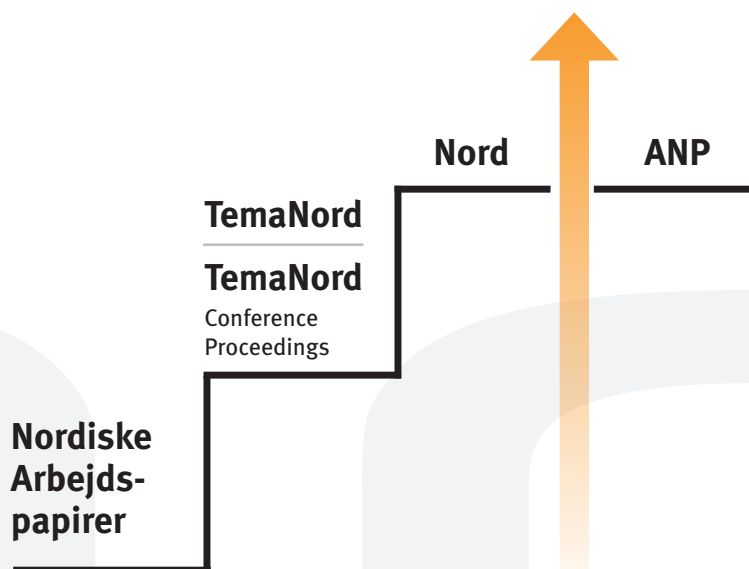 Nord
ANP
TemaNord
TemaNord
Conference
Proceedings
Nordiske
Arbejds-
papirer